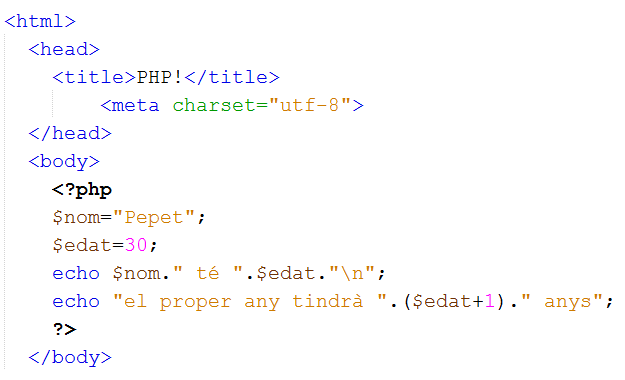 <html>
<head>
<title>PHP!</title>
<meta charset="utf-8">
</head>
<body>
<?php
$nom="Pepet";
$edat=30;
echo $nom." té ".$edat."\n";
echo "el proper any tindrà ".($edat+1)." anys";
?>
</body>